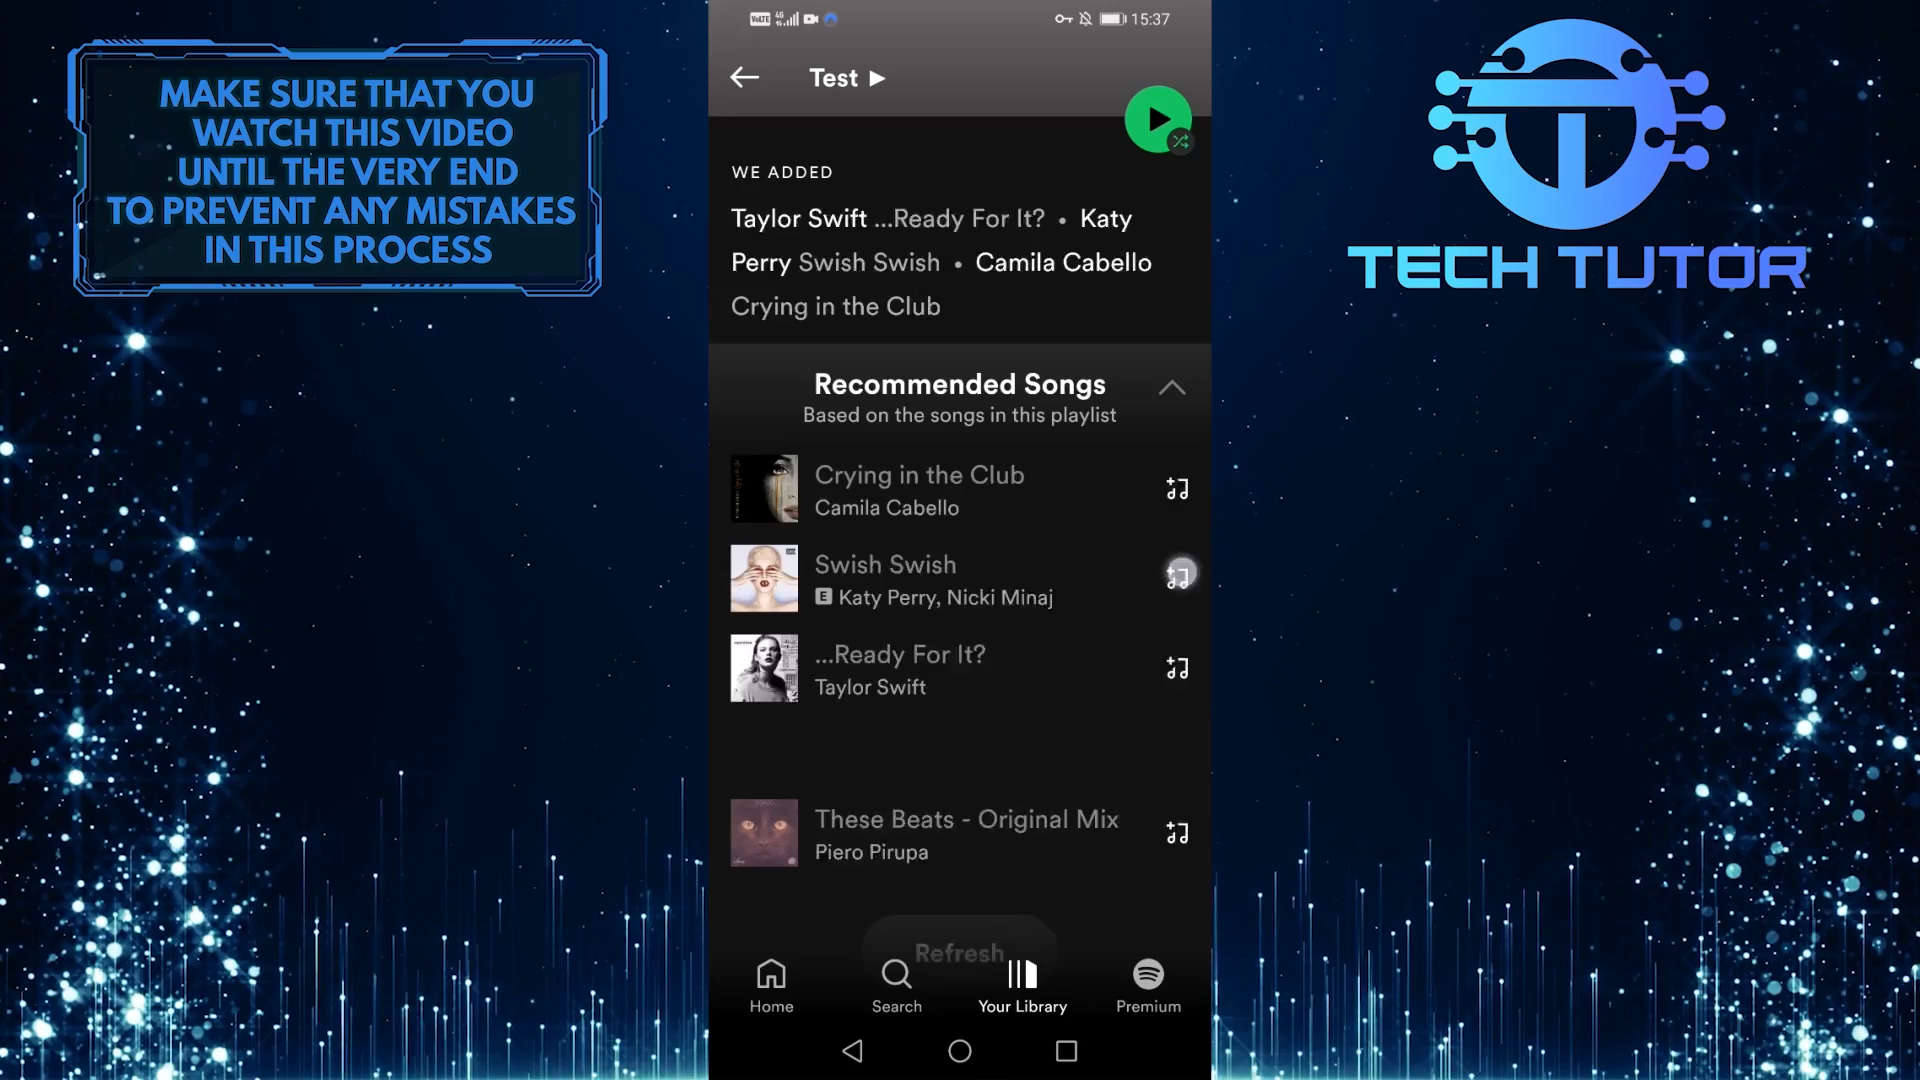 MAKE SURE THAT YOU
WATCH THIS VIDEO
UNTIL THE VERY END
TO PREVENT ANY MISTAKES
IN THIS PROCESS
VoLTE 4G 15:37
Test
WE ADDED
Taylor Swift ...Ready For It? • Katy
Perry Swish Swish • Camila Cabello
Crying in the Club
Recommended Songs
Based on the songs in this playlist
Crying in the Club
Camila Cabello
Swish Swish
E Katy Perry, Nicki Minaj
...Ready For It?
Taylor Swift
These Beats - Original Mix
Piero Pirupa
Refresh
Home Search Your Library Premium
TECH TUTOR